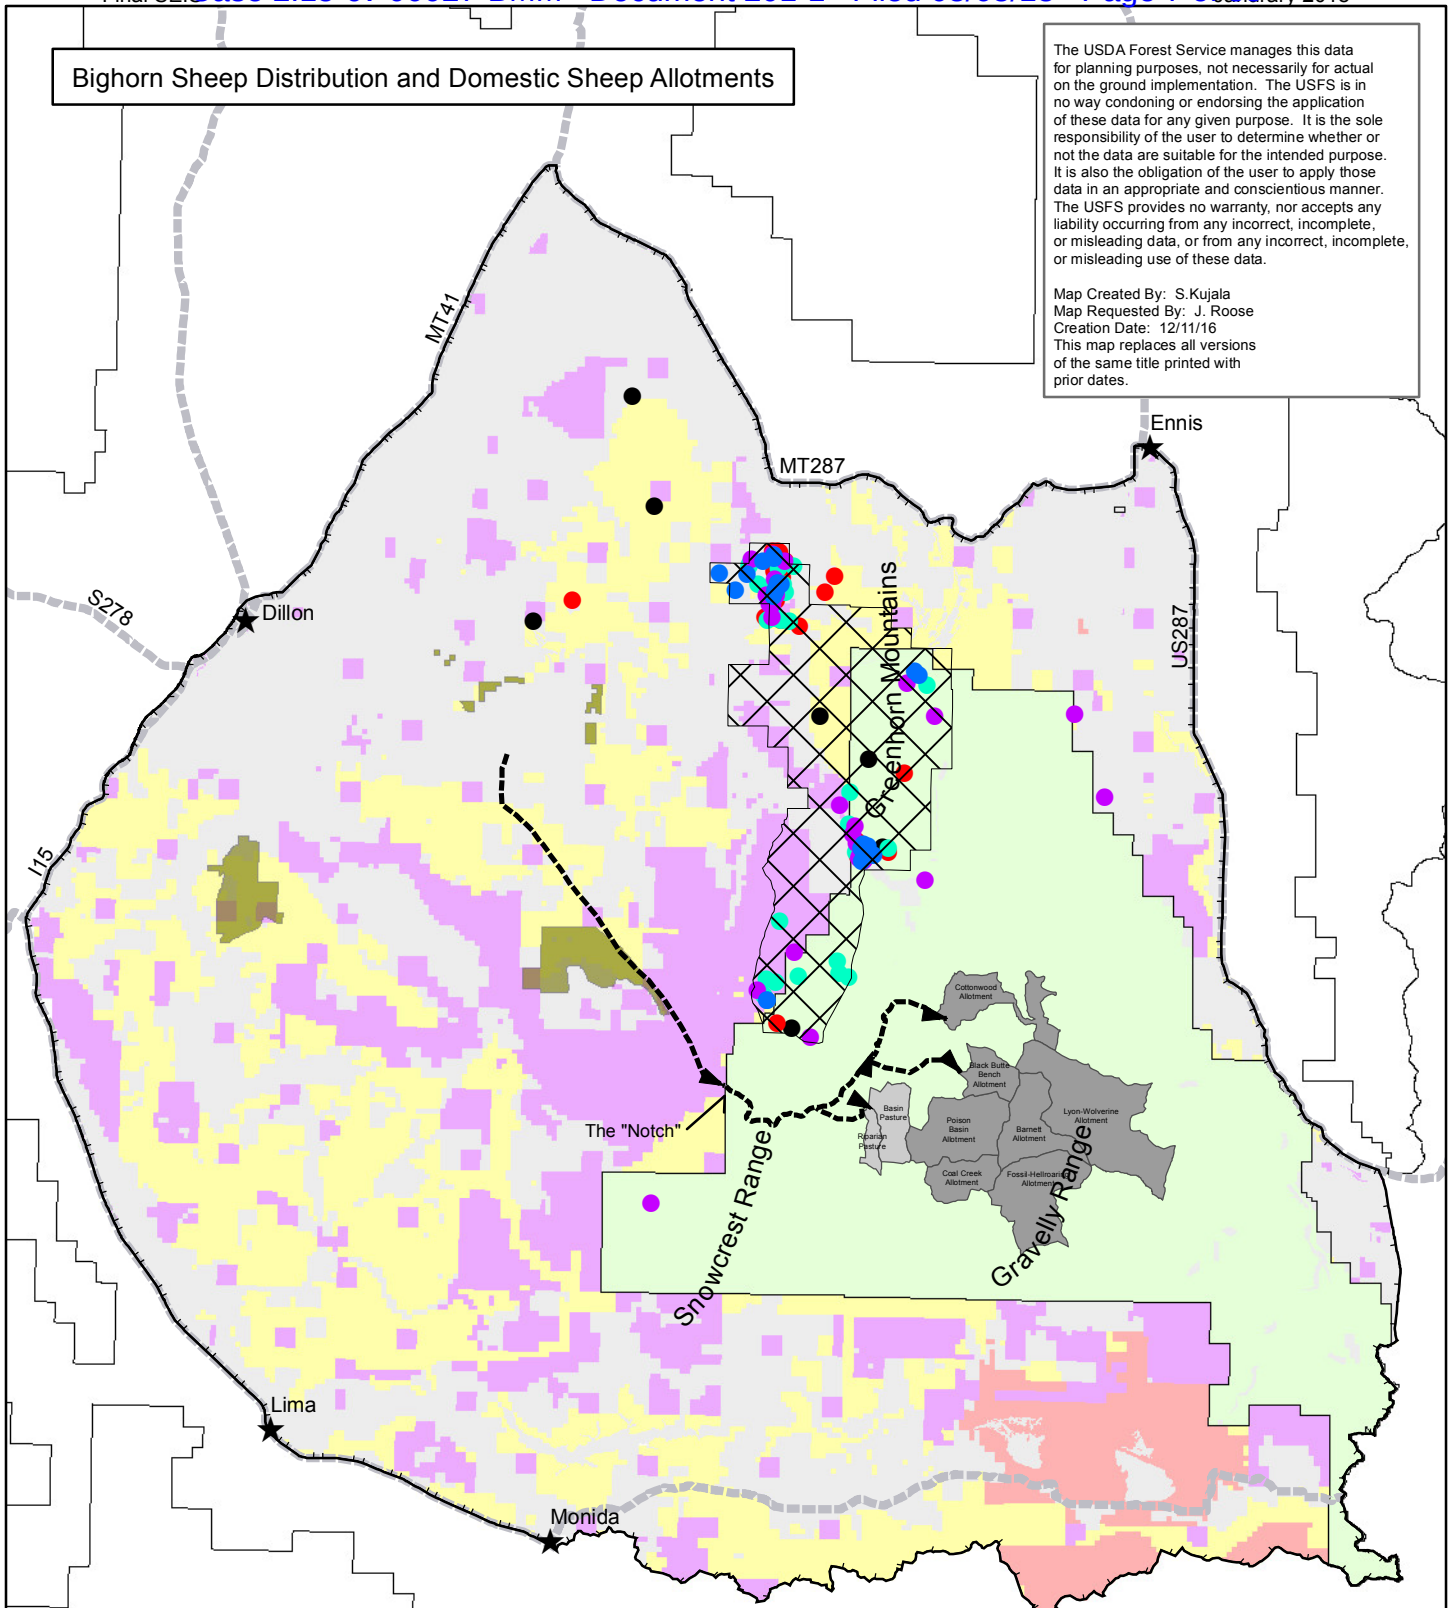 Bighorn Sheep Distribution and Domestic Sheep Allotments
The USDA Forest Service manages this data
for planning purposes, not necessarily for actual
on the ground implementation. The USFS is in
no way condoning or endorsing the application
of these data for any given purpose. It is the sole
responsibility of the user to determine whether or
not the data are suitable for the intended purpose.
It is also the obligation of the user to apply those
data in an appropriate and conscientious manner.
The USFS provides no warranty, nor accepts any
liability occurring from any incorrect, incomplete,
or misleading data, or from any incorrect, incomplete,
or misleading use of these data.
Map Created By: S.Kujala
Map Requested By: J. Roose
Creation Date: 12/11/16
This map replaces all versions
of the same title printed with
prior dates.
MT41
Ennis
MT287
S278
Dillon
Greenhorn Mountains
US287
I15
Cottonwood
Allotment
Black Butte
Bench
Allotment
Basin
Pasture
Riparian
Pasture
Poison
Basin
Allotment
Barnett
Allotment
Lyon-Wolverine
Allotment
Coal Creek
Allotment
Fossil-Hellroaring
Allotment
The "Notch"
Snowcrest Range
Gravelly Range
Lima
Monida